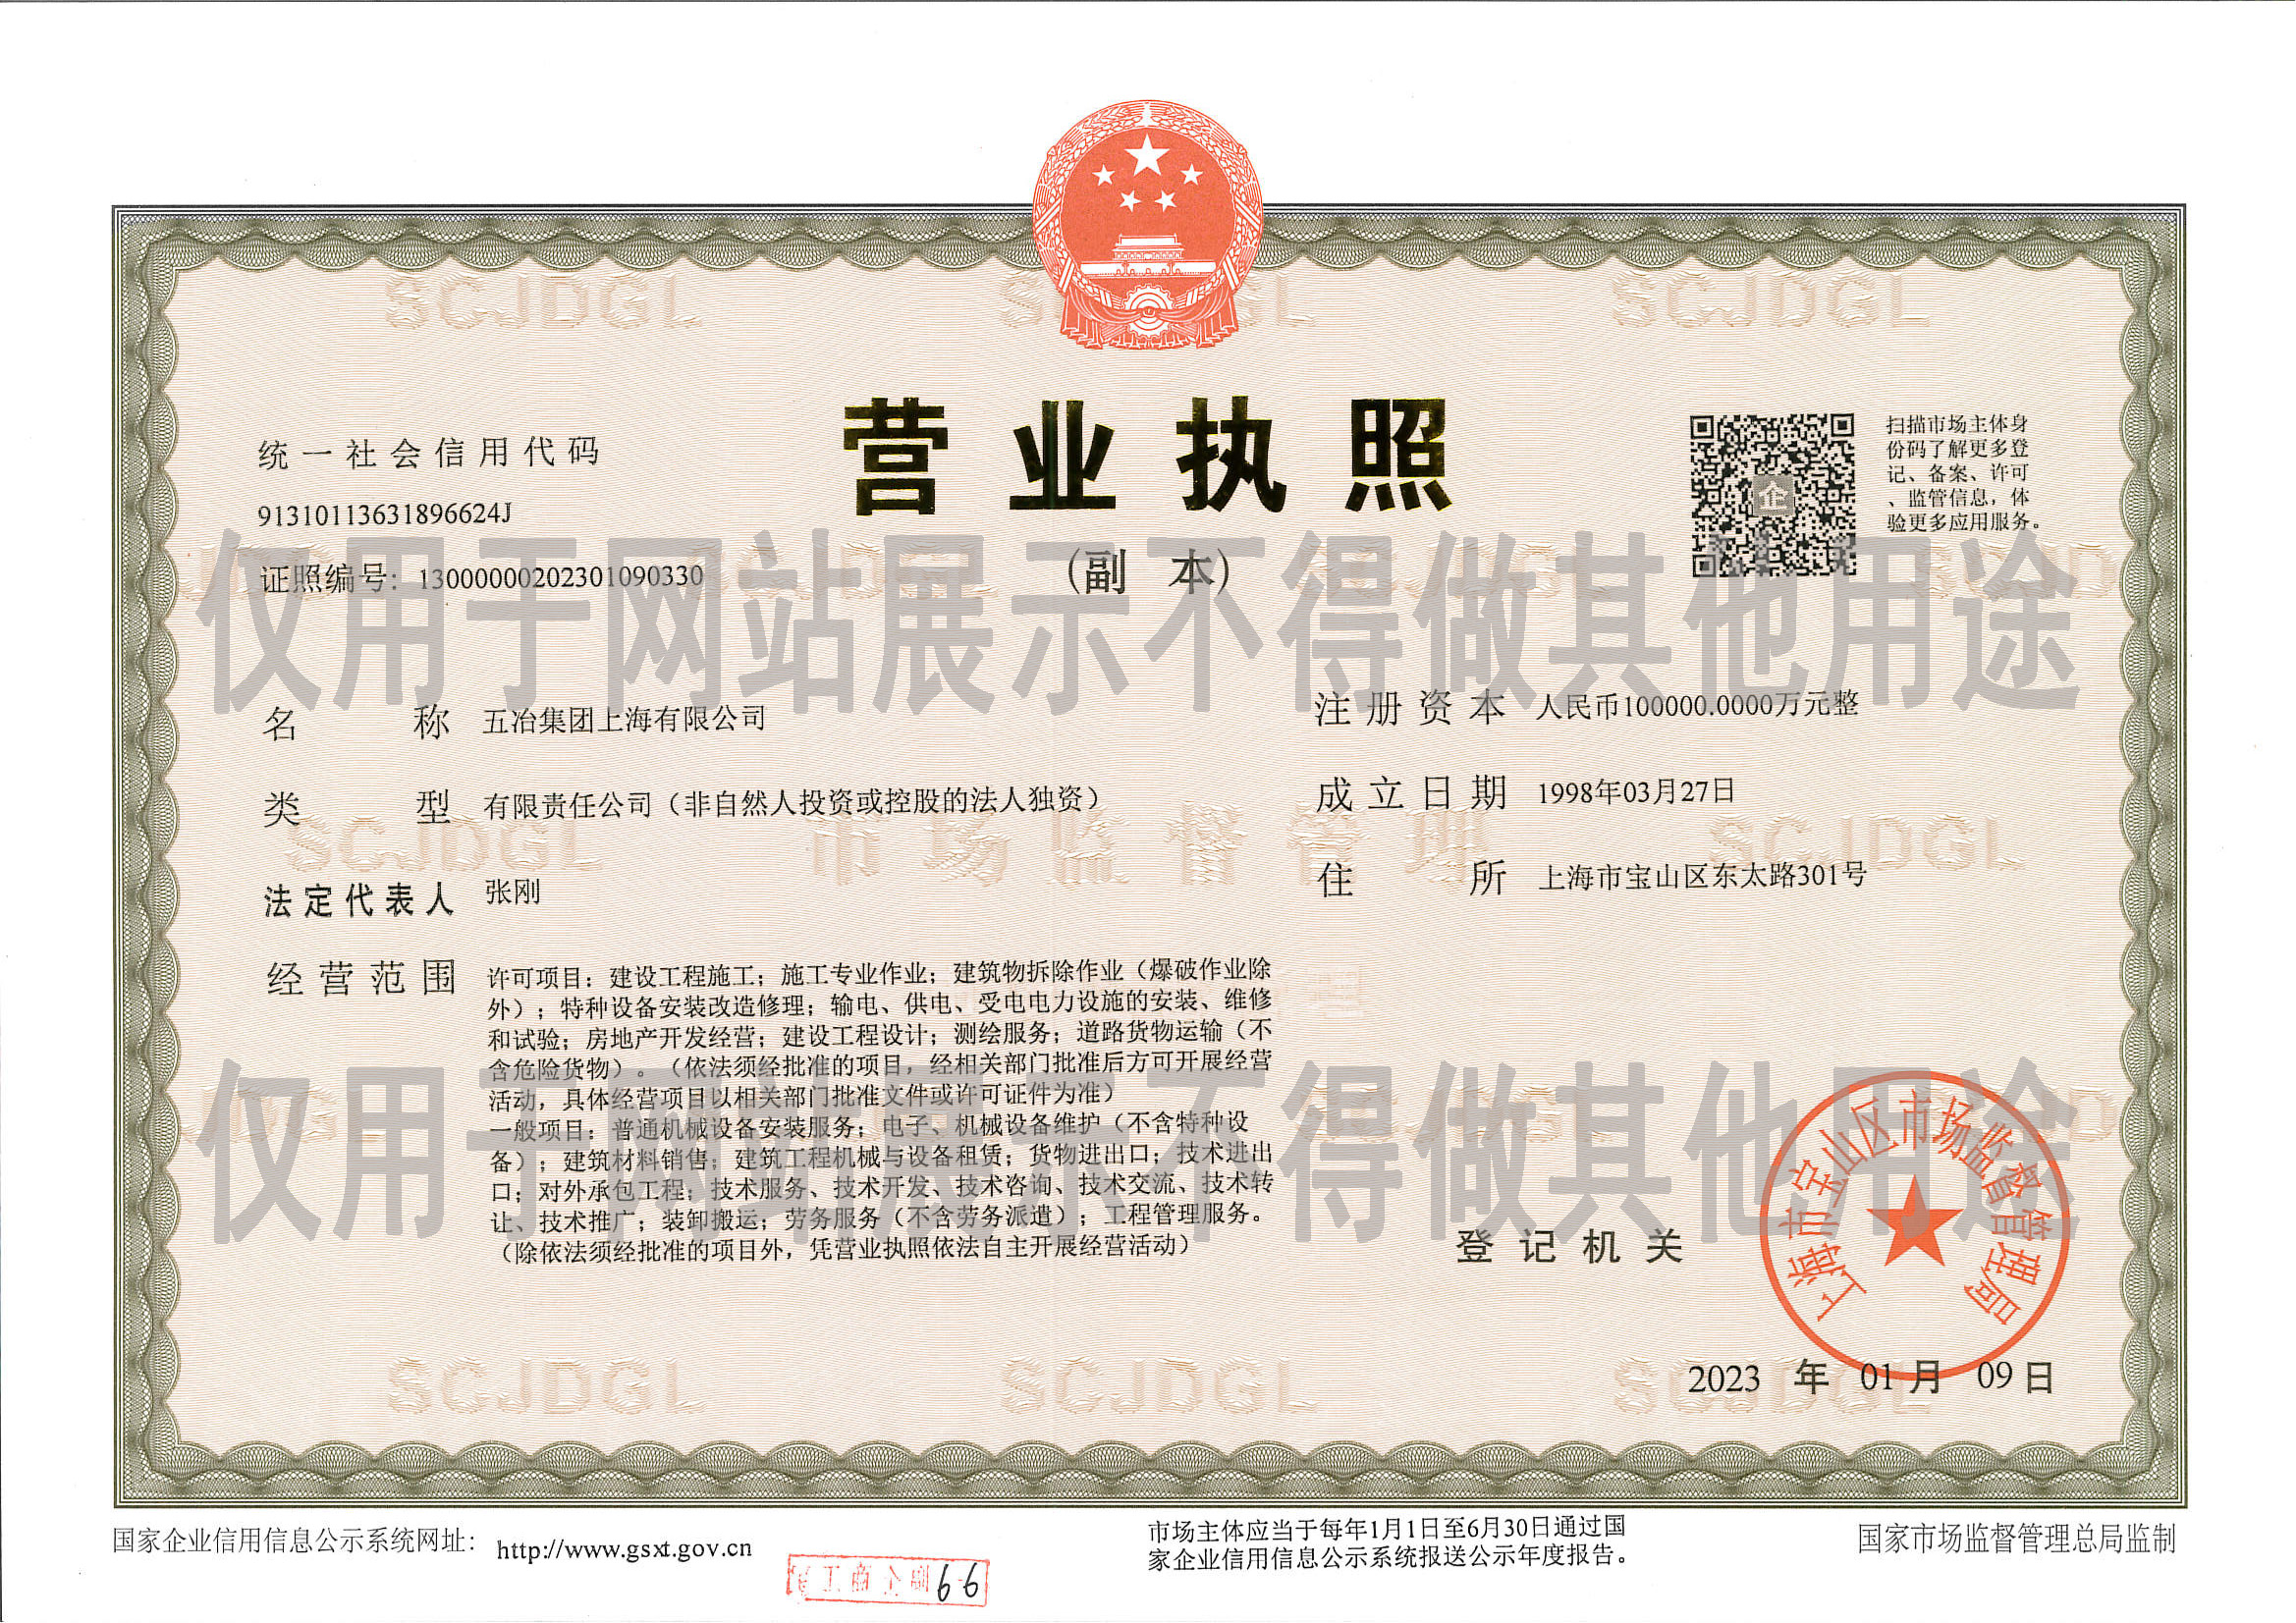 营业执照
（副 本）
统一社会信用代码
91310113631896624J
证照编号：13000000202301090330
扫描市场主体身
份码了解更多登
记、备案、许可
、监管信息，体
验更多应用服务。
企
仅用于网站展示不得做其他用途
名 称 五冶集团上海有限公司
类 型 有限责任公司（非自然人投资或控股的法人独资）
法定代表人 张刚
经营范围 许可项目：建设工程施工；施工专业作业；建筑物拆除作业（爆破作业除
外）；特种设备安装改造修理；输电、供电、受电电力设施的安装、维修
和试验；房地产开发经营；建设工程设计；测绘服务；道路货物运输（不
含危险货物）。（依法须经批准的项目，经相关部门批准后方可开展经营
活动，具体经营项目以相关部门批准文件或许可证件为准）
一般项目：普通机械设备安装服务；电子、机械设备维护（不含特种设
备）；建筑材料销售；建筑工程机械与设备租赁；货物进出口；技术进出
口；对外承包工程；技术服务、技术开发、技术咨询、技术交流、技术转
让、技术推广；装卸搬运；劳务服务（不含劳务派遣）；工程管理服务。
（除依法须经批准的项目外，凭营业执照依法自主开展经营活动）
注册资本 人民币100000.0000万元整
成立日期 1998年03月27日
住 所 上海市宝山区东太路301号
SCJDGL
市场监督管理
仅用于网站展示不得做其他用途
登记机关
上海市宝山区市场监督管理局
2023 年 01 月 09 日
国家企业信用信息公示系统网址：http://www.gsxt.gov.cn
市场主体应当于每年1月1日至6月30日通过国
家企业信用信息公示系统报送公示年度报告。
国家市场监督管理总局监制
66